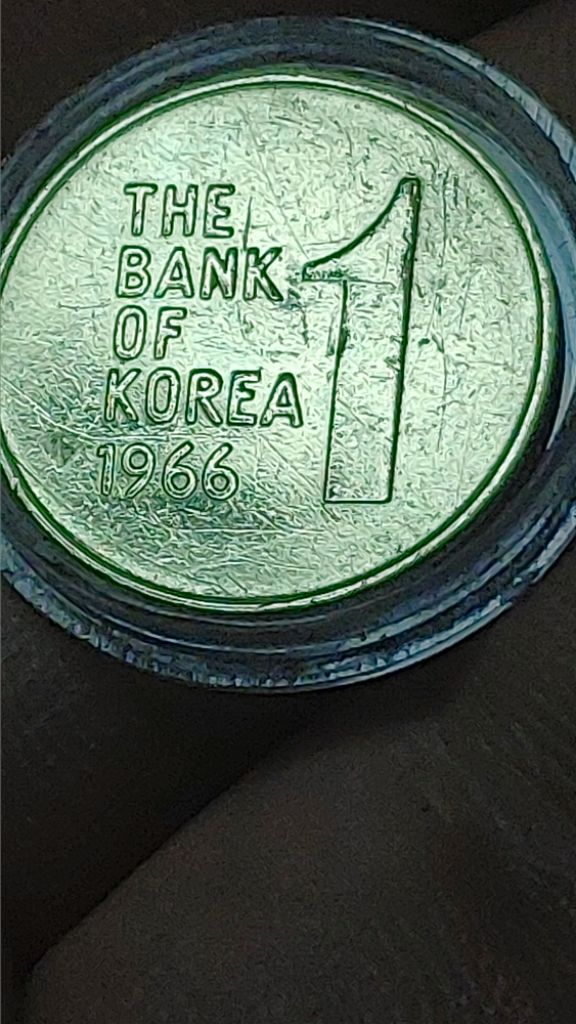 THE
BANK
OF
KOREA
1966
1